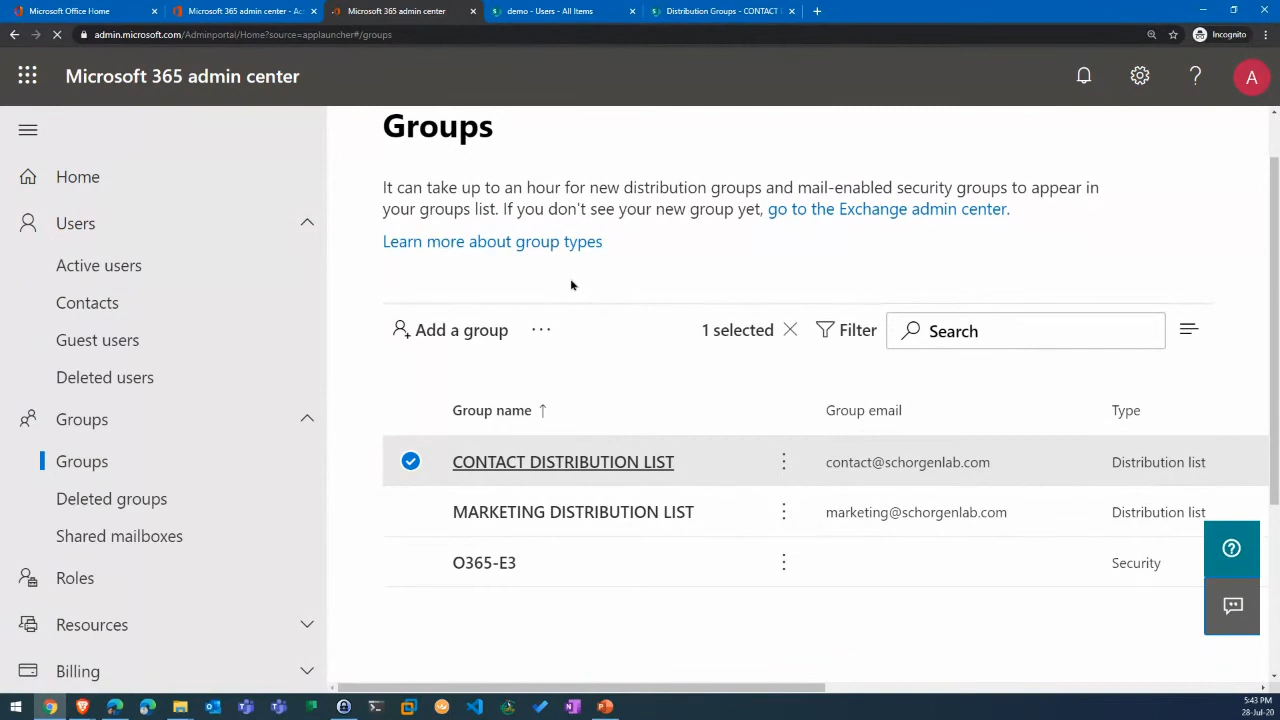 Microsoft Office Home
Microsoft 365 admin center - Ac
Microsoft 365 admin center
demo - Users - All Items
Distribution Groups - CONTACT
admin.microsoft.com/Adminportal/Home?source=applauncher#/groups
Incognito
Microsoft 365 admin center
A
Home
Users
Active users
Contacts
Guest users
Deleted users
Groups
Groups
Deleted groups
Shared mailboxes
Roles
Resources
Billing
Groups
It can take up to an hour for new distribution groups and mail-enabled security groups to appear in
your groups list. If you don't see your new group yet, go to the Exchange admin center.
Learn more about group types
Add a group
1 selected
Filter
Search
Group name
Group email
Type
CONTACT DISTRIBUTION LIST
contact@schorgenlab.com
Distribution list
MARKETING DISTRIBUTION LIST
marketing@schorgenlab.com
Distribution list
O365-E3
Security
5:43 PM
28-Jul-20